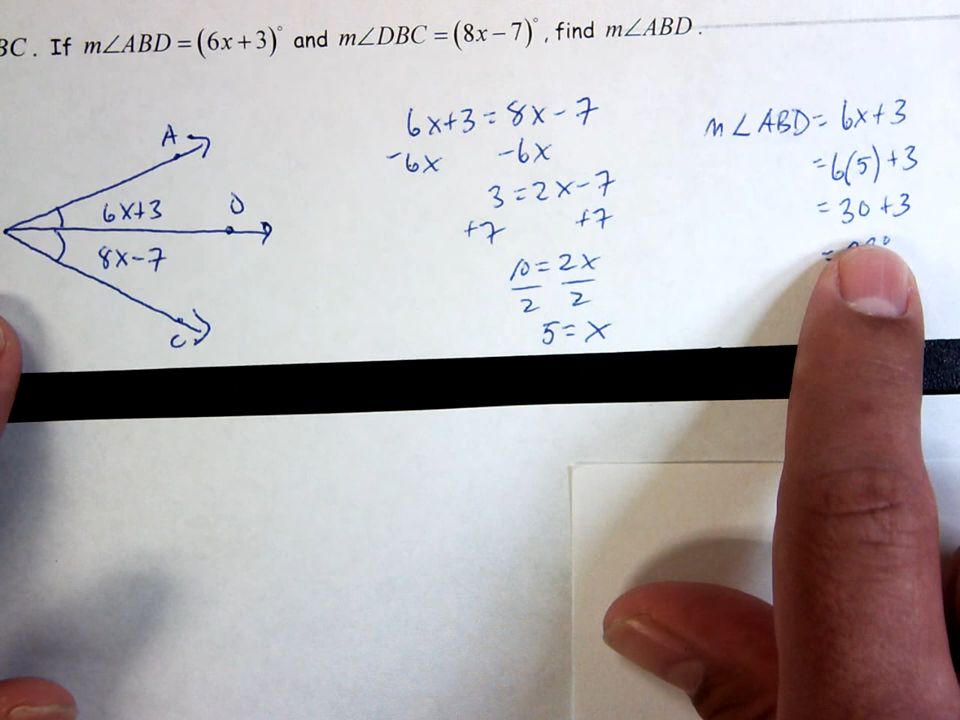 BC. If m∠ABD = (6x+3)° and m∠DBC = (8x−7)°, find m∠ABD.
A
6x+3
D
8x-7
C
6x+3 = 8x-7
-6x -6x
3 = 2x-7
+7 +7
10 = 2x
2 2
5 = x
m∠ABD = 6x+3
= 6(5)+3
= 30+3
=